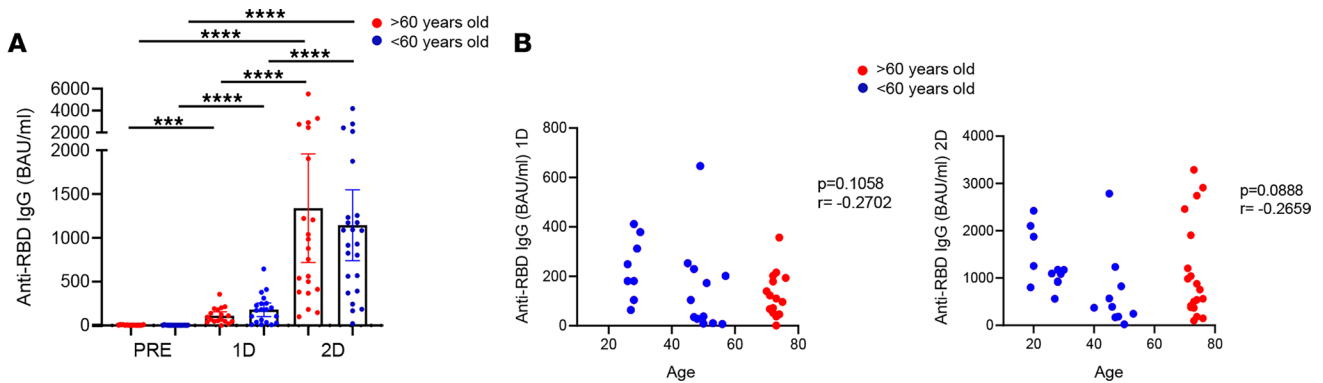 A
****
****
****
****
****
***
>60 years old
<60 years old
Anti-RBD IgG (BAU/ml)
6000
4000
2000
2000
1500
1000
500
0
PRE 1D 2D
B
>60 years old
<60 years old
Anti-RBD IgG (BAU/ml) 1D
800
600
400
200
0
20 40 60 80
Age
p=0.1058
r= -0.2702
Anti-RBD IgG (BAU/ml) 2D
4000
3000
2000
1000
0
20 40 60 80
Age
p=0.0888
r= -0.2659